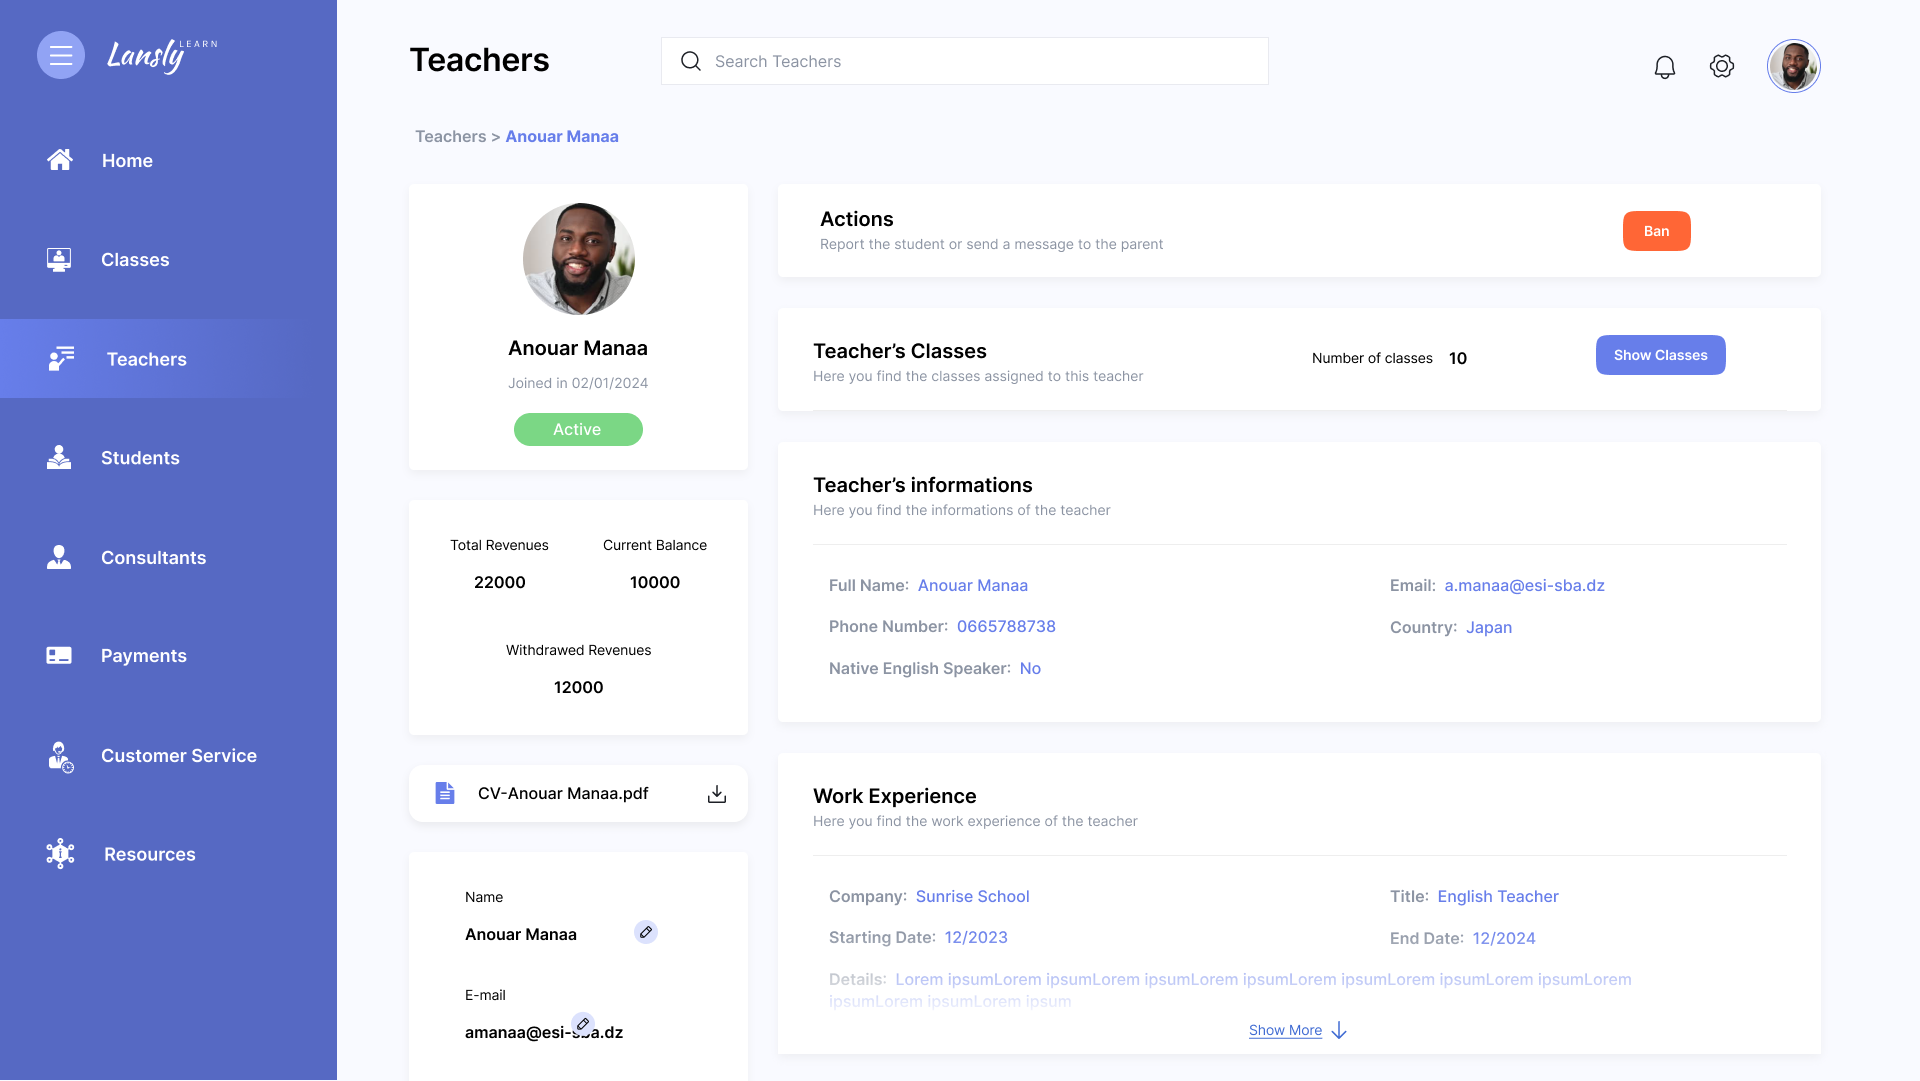 Lansly LEARN
Home
Classes
Teachers
Students
Consultants
Payments
Customer Service
Resources
Teachers
Search Teachers
Teachers > Anouar Manaa
Anouar Manaa
Joined in 02/01/2024
Active
Total Revenues
Current Balance
22000
10000
Withdrawed Revenues
12000
CV-Anouar Manaa.pdf
Name
Anouar Manaa
E-mail
amanaa@esi-sba.dz
Actions
Report the student or send a message to the parent
Ban
Teacher’s Classes
Here you find the classes assigned to this teacher
Number of classes 10
Show Classes
Teacher’s informations
Here you find the informations of the teacher
Full Name: Anouar Manaa
Email: a.manaa@esi-sba.dz
Phone Number: 0665788738
Country: Japan
Native English Speaker: No
Work Experience
Here you find the work experience of the teacher
Company: Sunrise School
Title: English Teacher
Starting Date: 12/2023
End Date: 12/2024
Details: Lorem ipsumLorem ipsumLorem ipsumLorem ipsumLorem ipsumLorem ipsumLorem ipsumLorem
ipsumLorem ipsumLorem ipsum
Show More